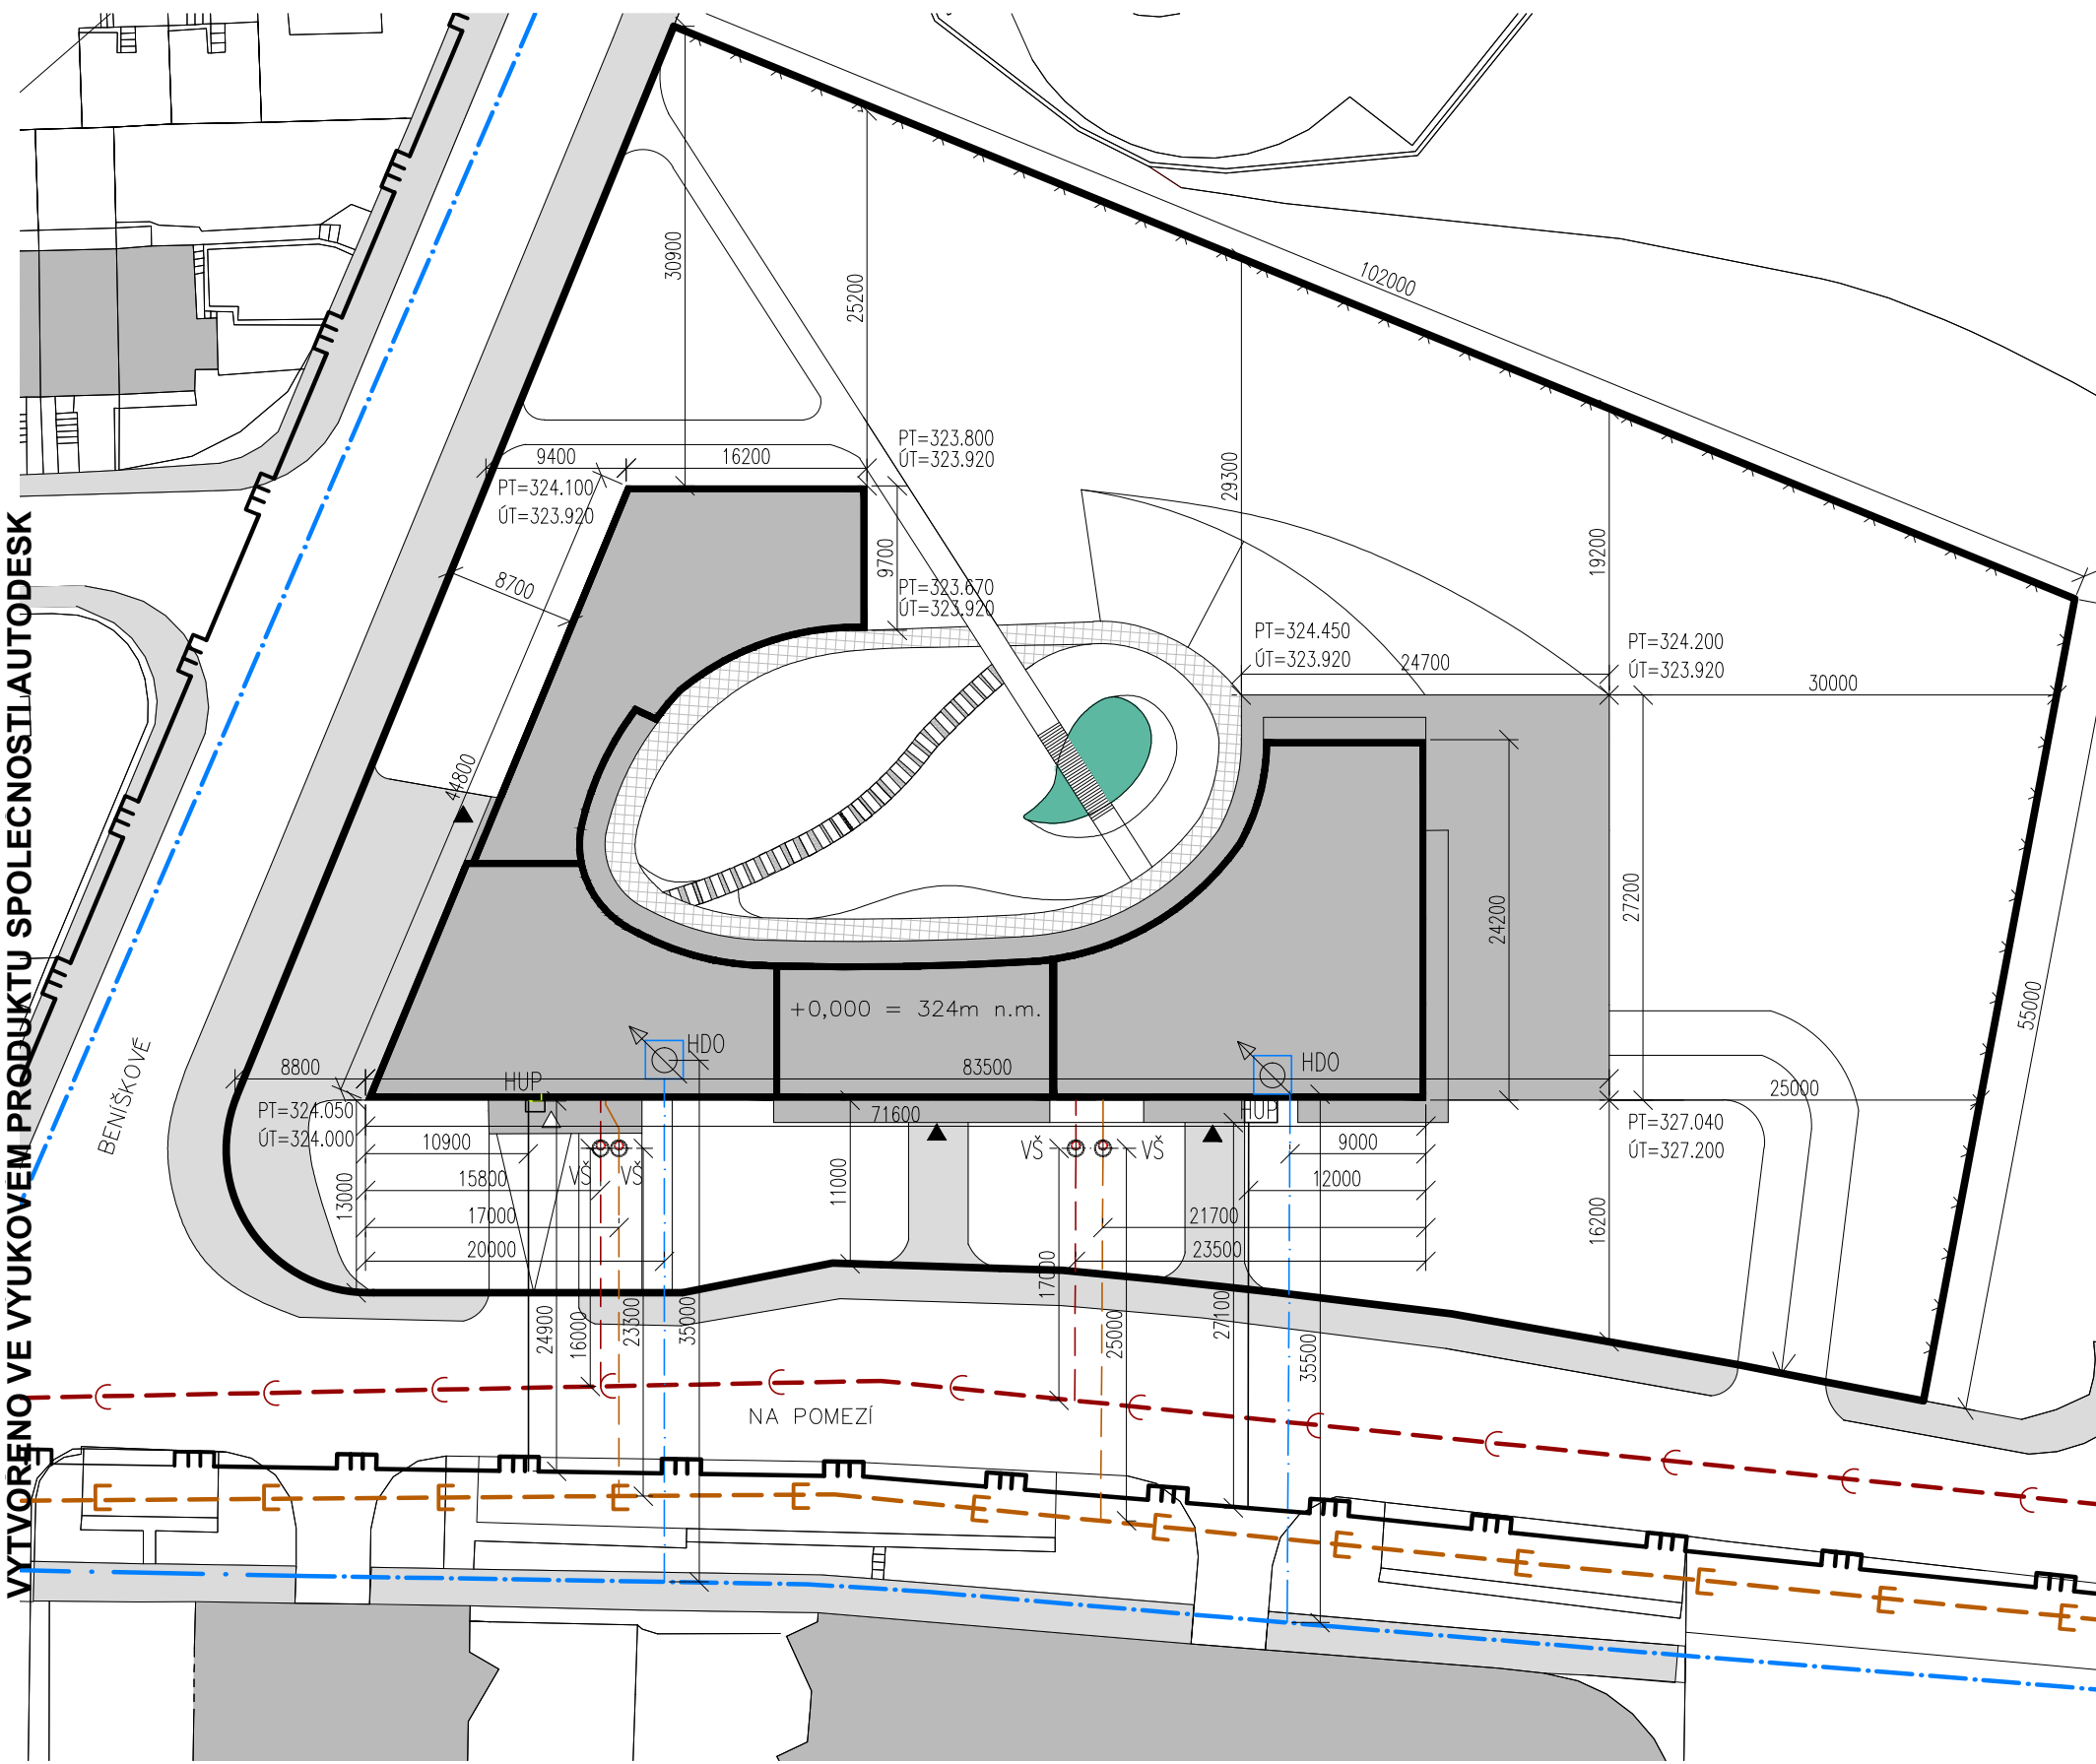 VYTVOŘENO VE VÝUKOVÉM PRODUKTU SPOLEČNOSTI AUTODESK
102000
30900
25200
PT=323.800
ÚT=323.920
9400
16200
29300
PT=324.100
ÚT=323.920
19200
9700
8700
PT=323.670
ÚT=323.920
PT=324.450
ÚT=323.920
24700
PT=324.200
ÚT=323.920
30000
44800
24200
27200
+0,000 = 324m n.m.
55000
BENÍŠKOVÉ
HDO
HDO
8800
83500
HUP
25000
PT=324.050
ÚT=324.000
71600
HUP
PT=327.040
ÚT=327.200
10900
VŠ
VŠ
VŠ
VŠ
9000
15800
12000
13000
11000
17000
21700
16200
20000
23500
17000
24900
16000
23300
35000
25000
27100
35500
NA POMEZÍ